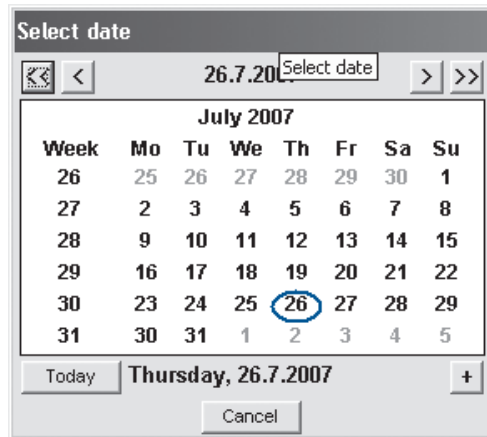 Select date
<< < 26.7.20 Select date > >>
July 2007
Week Mo Tu We Th Fr Sa Su
26 25 26 27 28 29 30 1
27 2 3 4 5 6 7 8
28 9 10 11 12 13 14 15
29 16 17 18 19 20 21 22
30 23 24 25 26 27 28 29
31 30 31 1 2 3 4 5
Today Thursday, 26.7.2007 +
Cancel